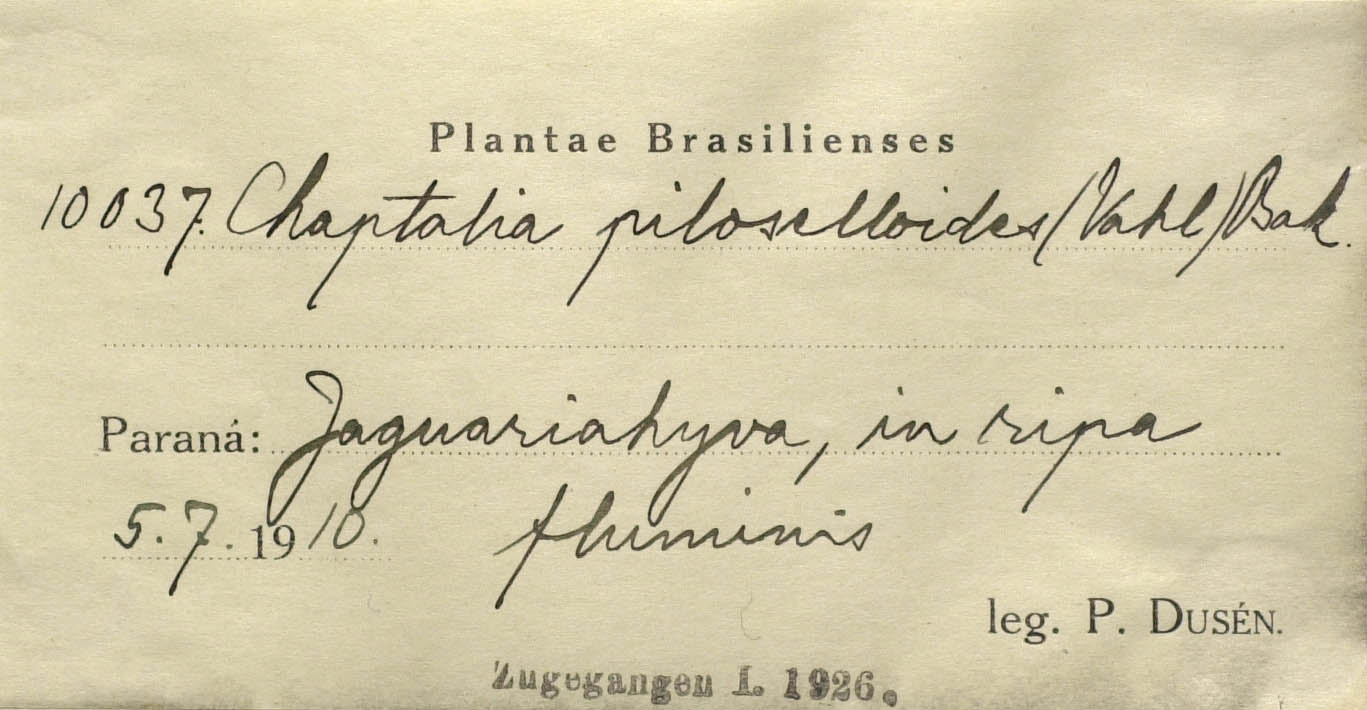 Plantae Brasilienses
10037. Chaptalia piloselloides (Vahl) Bak.
Paraná: Jaguariahyva, in ripa
5.7.1910. fluminis
leg. P. Dusén.
Zugegangen I. 1926.